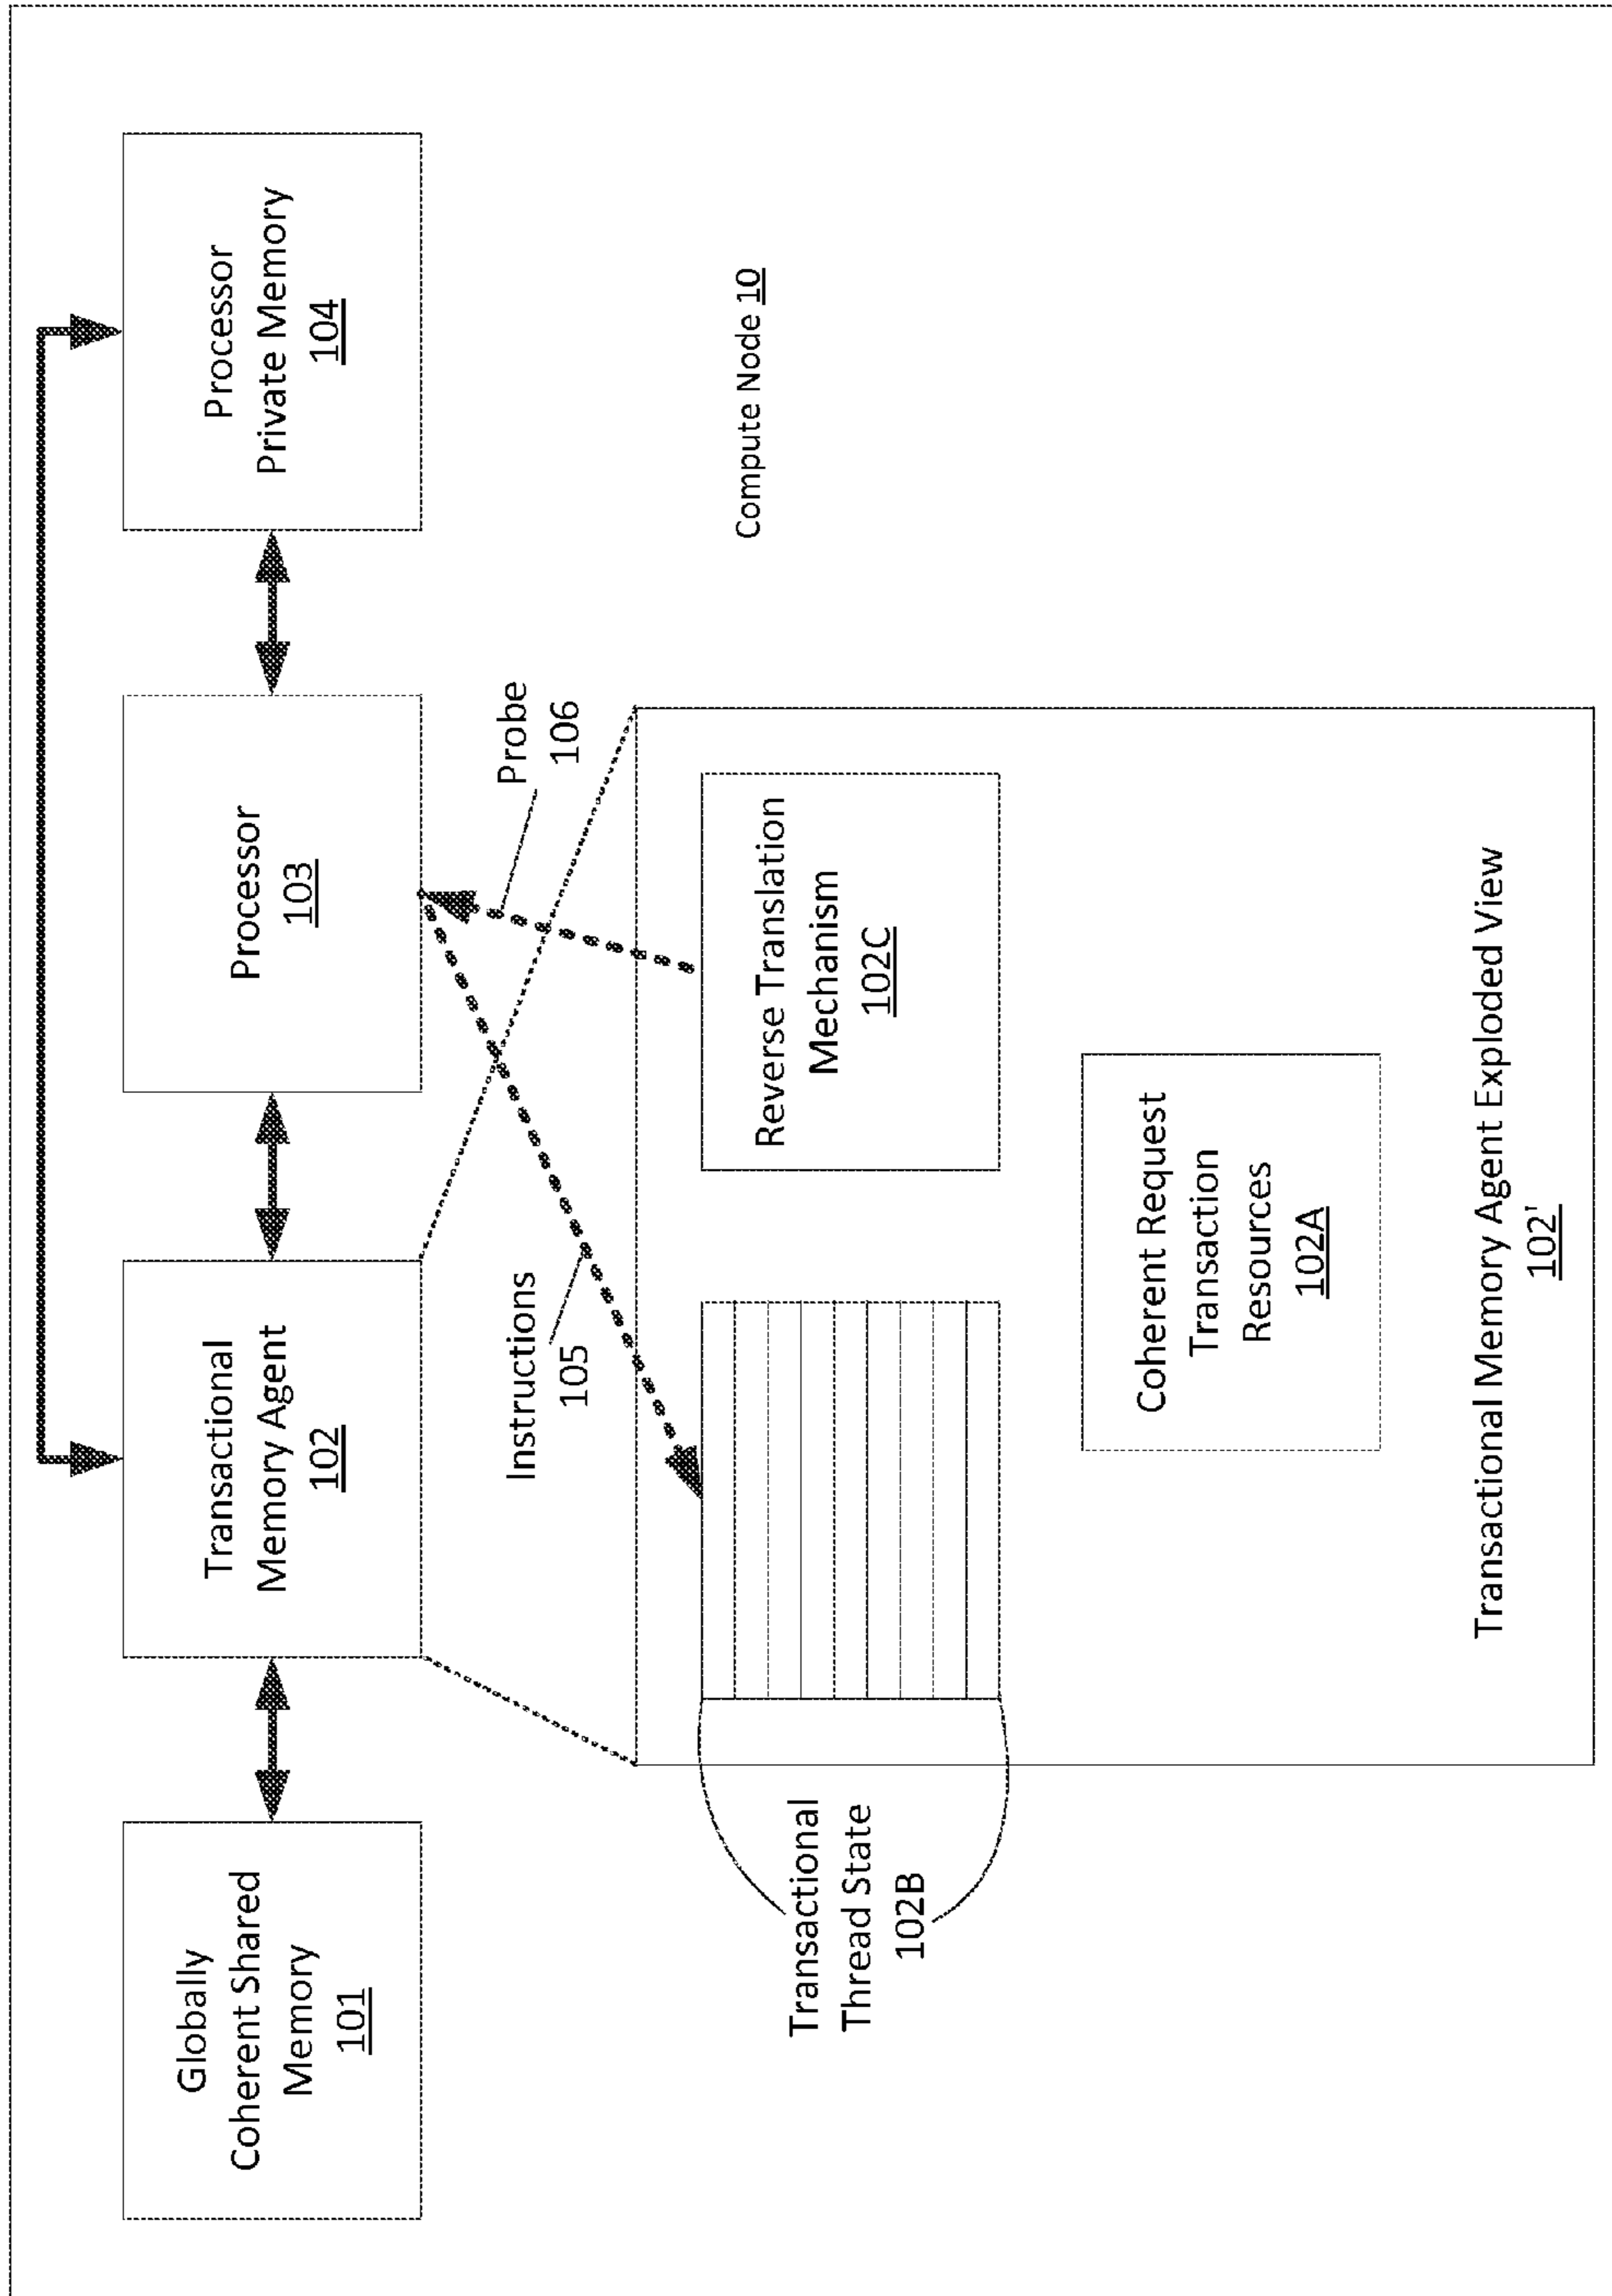 Globally
Coherent Shared
Memory
101
Transactional
Memory Agent
102
Processor
103
Processor
Private Memory
104
Instructions
105
Probe
106
Compute Node 10
Transactional
Thread State
102B
Reverse Translation
Mechanism
102C
Coherent Request
Transaction
Resources
102A
Transactional Memory Agent Exploded View
102'